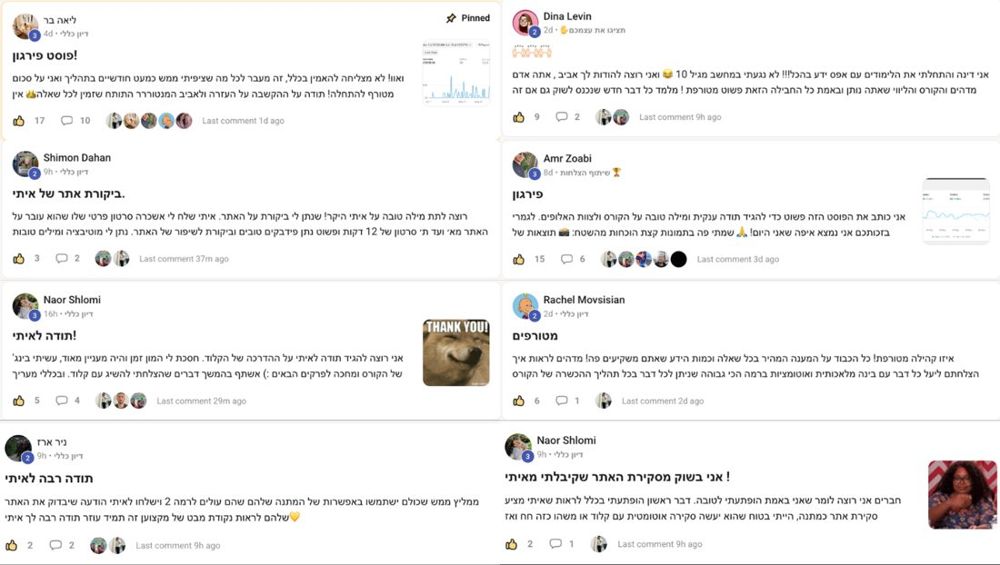 ליאה בר
Pinned
3
4d • דיון כללי
פוסט פירגון!
וואו! לא מצליחה להאמין בכלל, זה מעבר לכל מה שציפיתי ממש כמעט חודשיים בתהליך ואני על סכום
מטורף להתחלה! תודה על ההקשבה על העזרה ולאביב המנטוררר התותח שזמין לכל שאלה👑 אין
17 10 Last comment 1d ago
Dina Levin
2
2d • תציגו את עצמכם✋🏻
👏🏻👏🏻👏🏻👏🏻
אני דינה והתחלתי את הלימודים עם אפס ידע בהכל!!!! לא נגעתי במחשב מגיל 10 😂 ואני רוצה להודות לך אביב , אתה אדם
מדהים והקורס והליווי שאתה נותן ובאמת כל החבילה הזאת פשוט מטורפת ! מלמד כל דבר חדש שנכנס לשוק גם אם זה
9 2 Last comment 9h ago
Shimon Dahan
2
9h • דיון כללי
ביקורת אתר של איתי.
רוצה לתת מילה טובה על איתי היקר! שנתן לי ביקורת על האתר. איתי שלח לי אשכרה סרטון פרטי שלו שהוא עובר על
האתר מא׳ ועד ת׳ סרטון של 12 דקות ופשוט נתן פידבקים טובים וביקורת לשיפור של האתר. נתן לי מוטיבציה ומילים טובות
3 2 Last comment 37m ago
Amr Zoabi
3
8d • שיתוף הצלחות 🏆
פירגון
אני כותב את הפוסט הזה פשוט כדי להגיד תודה ענקית ומילה טובה על הקורס ולצוות האלופים. לגמרי
בזכותכם אני נמצא איפה שאני היום! 🙏 שמתי פה בתמונות קצת הוכחות מהשטח: 📸 תוצאות של
15 6 Last comment 3d ago
Naor Shlomi
3
16h • דיון כללי
תודה לאיתי!
THANK YOU!
אני רוצה להגיד תודה לאיתי על ההדרכה של הקלוד. חסכת לי המון זמן והיה מעניין מאוד, עשיתי בינג׳
של הקורס ומחכה לפרקים הבאים :) אשתף בהמשך דברים שהצלחתי להשיג עם קלוד. ובכללי מעריך
5 4 Last comment 29m ago
Rachel Movsisian
2
2d • דיון כללי
מטורפים
איזו קהילה מטורפת! כל הכבוד על המענה המהיר בכל שאלה וכמות הידע שאתם משקיעים פה! מדהים לראות איך
הצלחתם ליעל כל דבר עם בינה מלאכותית ואוטומציות ברמה הכי גבוהה שניתן לכל דבר בכל תהליך ההכשרה של הקורס
6 1 Last comment 2d ago
ניר ארז
2
9h • דיון כללי
תודה רבה לאיתי
ממליץ ממש שכולם ישתמשו באפשרות של המתנה שלהם שהם עולים לרמה 2 וישלחו לאיתי הודעה שיבדוק את האתר
שלהם לראות נקודת מבט של מקצוען זה תמיד עוזר תודה רבה לך איתי💛
2 2 Last comment 9h ago
Naor Shlomi
3
9h • דיון כללי
אני בשוק מסקירת האתר שקיבלתי מאיתי !
חברים אני רוצה לומר שאני באמת הופתעתי לטובה. דבר ראשון הופתעתי בכלל לראות שאיתי מציע
סקירת אתר כמתנה, הייתי בטוח שהוא יעשה סקירה אוטומטית עם קלוד או משהו כזה חח ואז
2 1 Last comment 9h ago